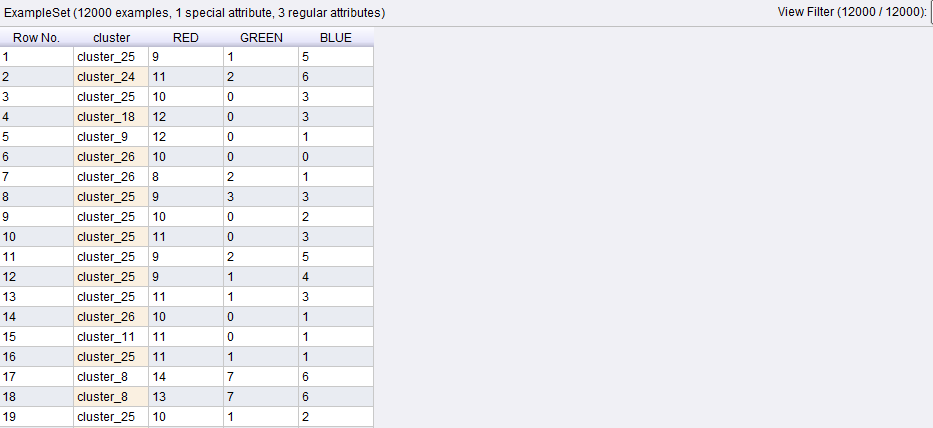 ExampleSet (12000 examples, 1 special attribute, 3 regular attributes) View Filter (12000 / 12000):
Row No. cluster RED GREEN BLUE
1 cluster_25 9 1 5
2 cluster_24 11 2 6
3 cluster_25 10 0 3
4 cluster_18 12 0 3
5 cluster_9 12 0 1
6 cluster_26 10 0 0
7 cluster_26 8 2 1
8 cluster_25 9 3 3
9 cluster_25 10 0 2
10 cluster_25 11 0 3
11 cluster_25 9 2 5
12 cluster_25 9 1 4
13 cluster_25 11 1 3
14 cluster_26 10 0 1
15 cluster_11 11 0 1
16 cluster_25 11 1 1
17 cluster_8 14 7 6
18 cluster_8 13 7 6
19 cluster_25 10 1 2